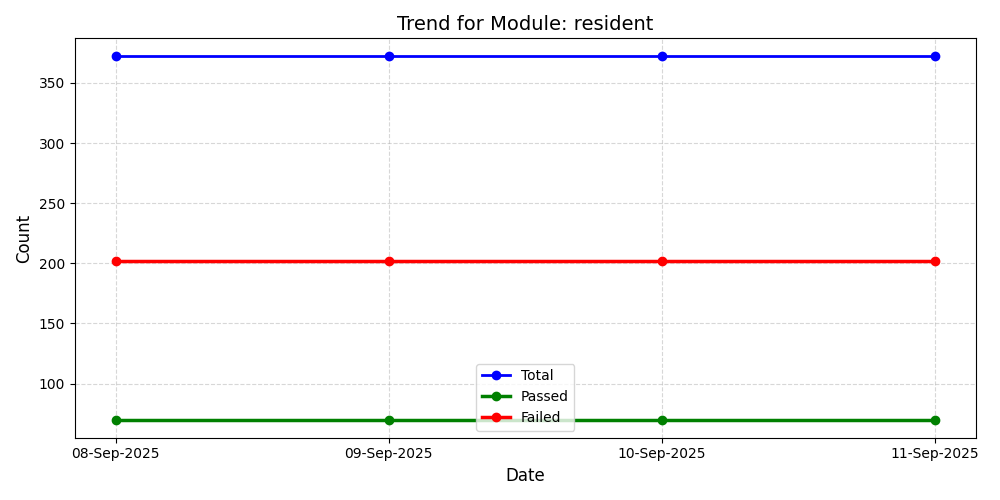 Trend for Module: resident
Count
350
300
250
200
150
100
Total
Passed
Failed
08-Sep-2025
09-Sep-2025
10-Sep-2025
11-Sep-2025
Date